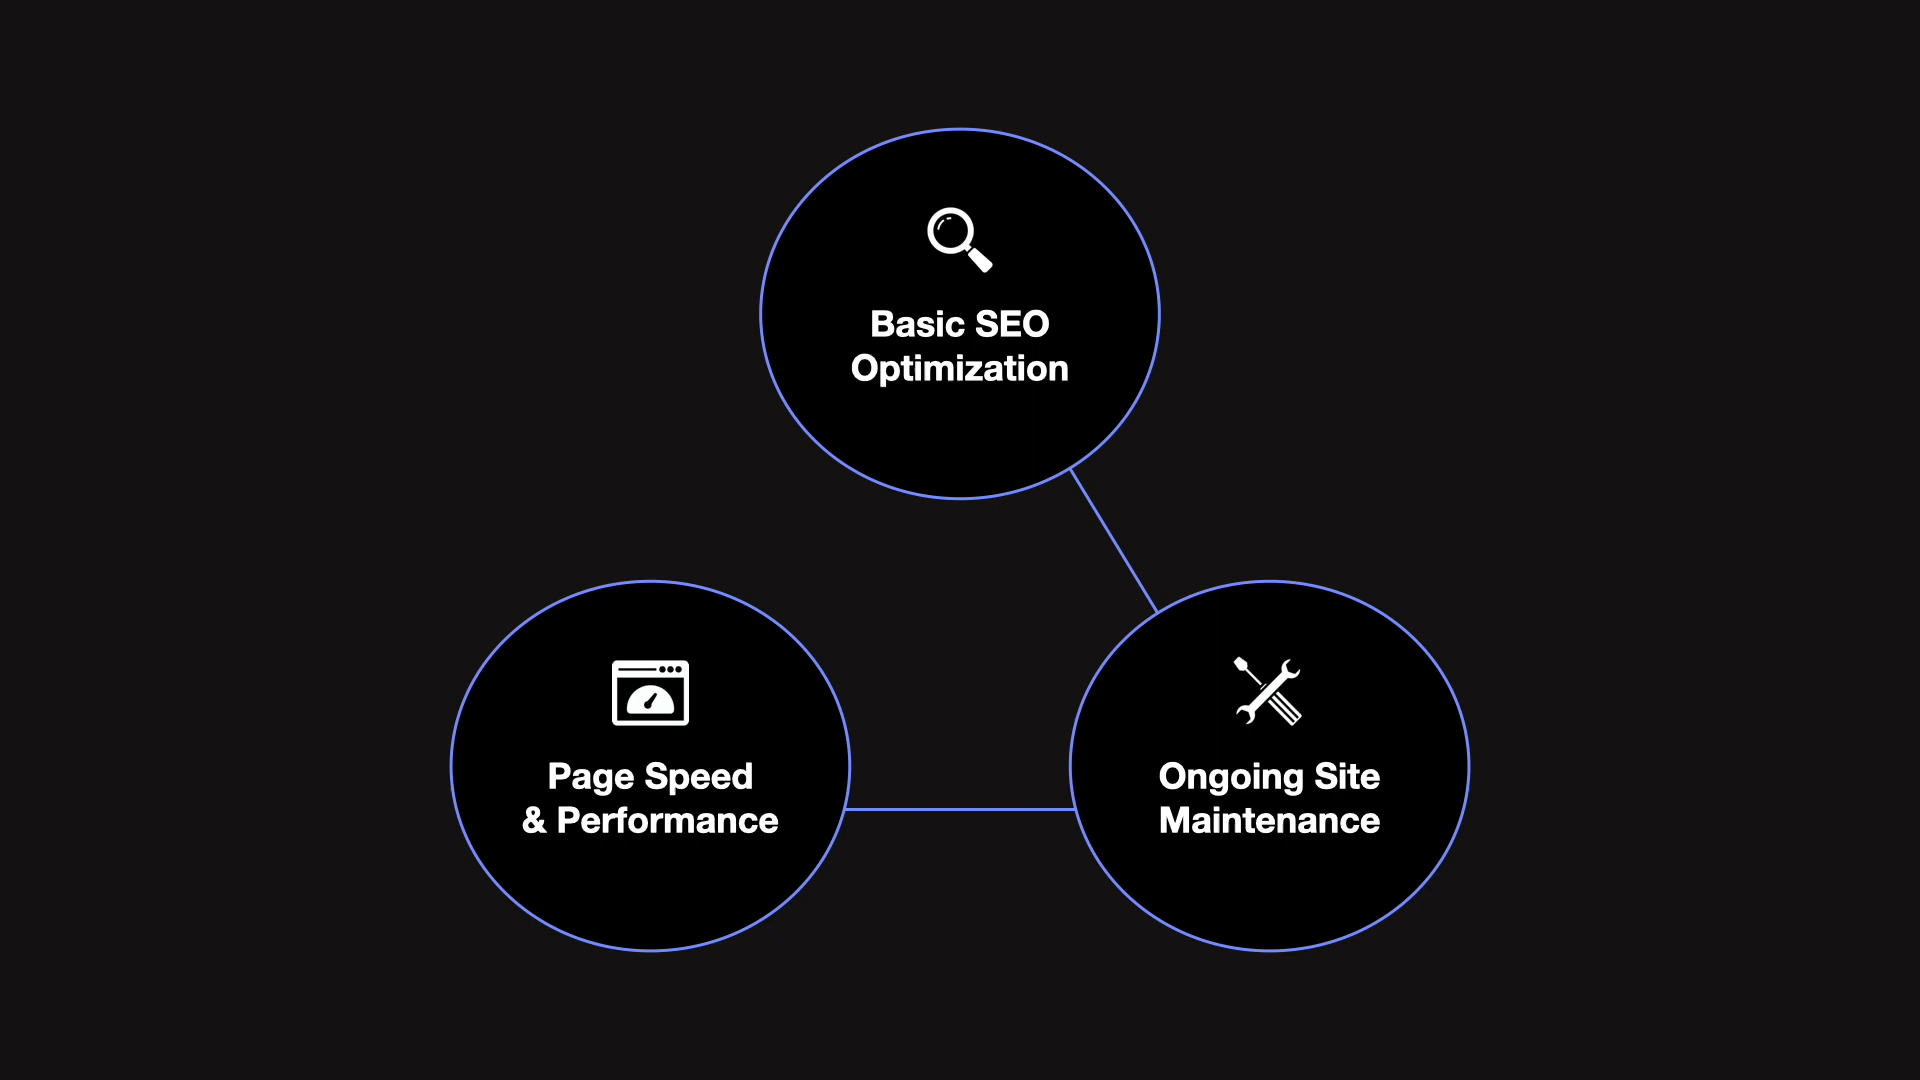 Basic SEO
Optimization
Page Speed
& Performance
Ongoing Site
Maintenance